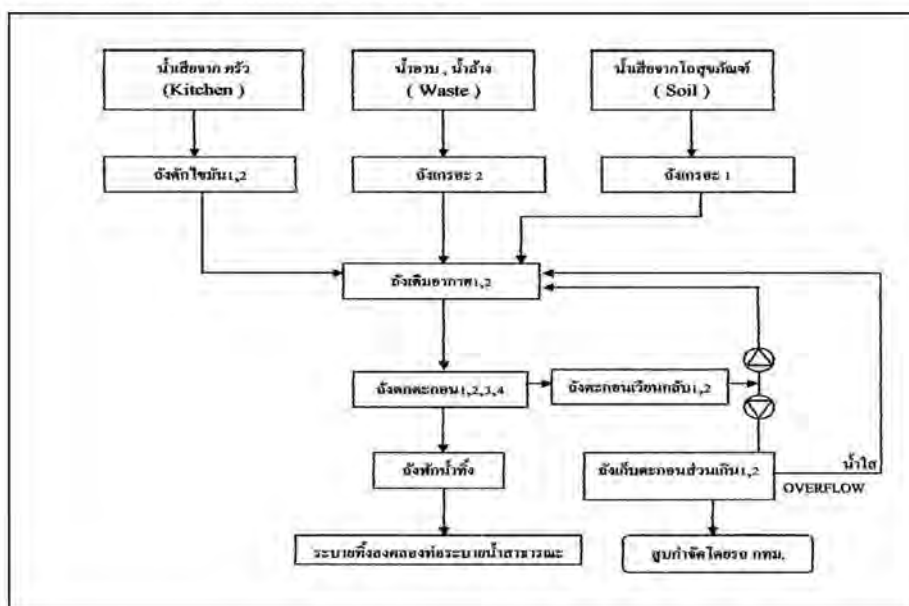 น้ำเสียจาก ครัว
(Kitchen )
น้ำอาบ , น้ำล้าง
( Waste )
น้ำเสียจากโถสุขภัณฑ์
( Soil )
ถังดักไขมัน1,2
ถังเกรอะ 2
ถังเกรอะ 1
ถังเติมอากาศ1,2
ถังตกตะกอน1,2,3,4
ถังตะกอนเวียนกลับ1,2
ถังพักน้ำทิ้ง
ถังเก็บตะกอนส่วนเกิน1,2
น้ำใส
OVERFLOW
ระบายทิ้งลงคลองท่อระบายน้ำสาธารณะ
สูบกำจัดโดยรถ กทม.